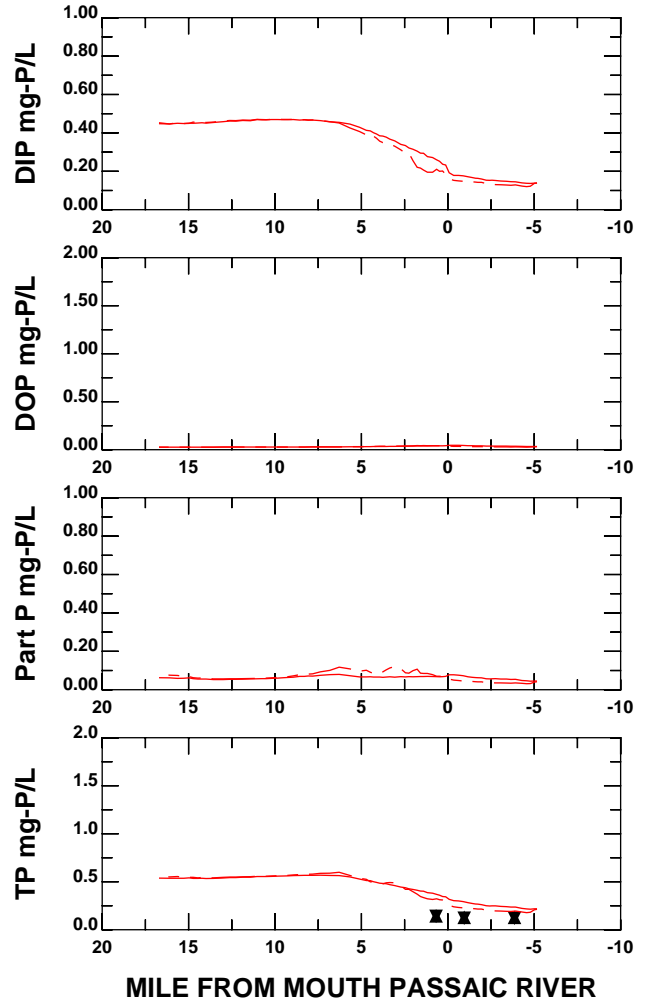 DIP mg-P/L
1.00
0.80
0.60
0.40
0.20
0.00
20 15 10 5 0 -5 -10
DOP mg-P/L
2.00
1.50
1.00
0.50
0.00
20 15 10 5 0 -5 -10
Part P mg-P/L
1.00
0.80
0.60
0.40
0.20
0.00
20 15 10 5 0 -5 -10
TP mg-P/L
2.0
1.5
1.0
0.5
0.0
20 15 10 5 0 -5 -10
MILE FROM MOUTH PASSAIC RIVER